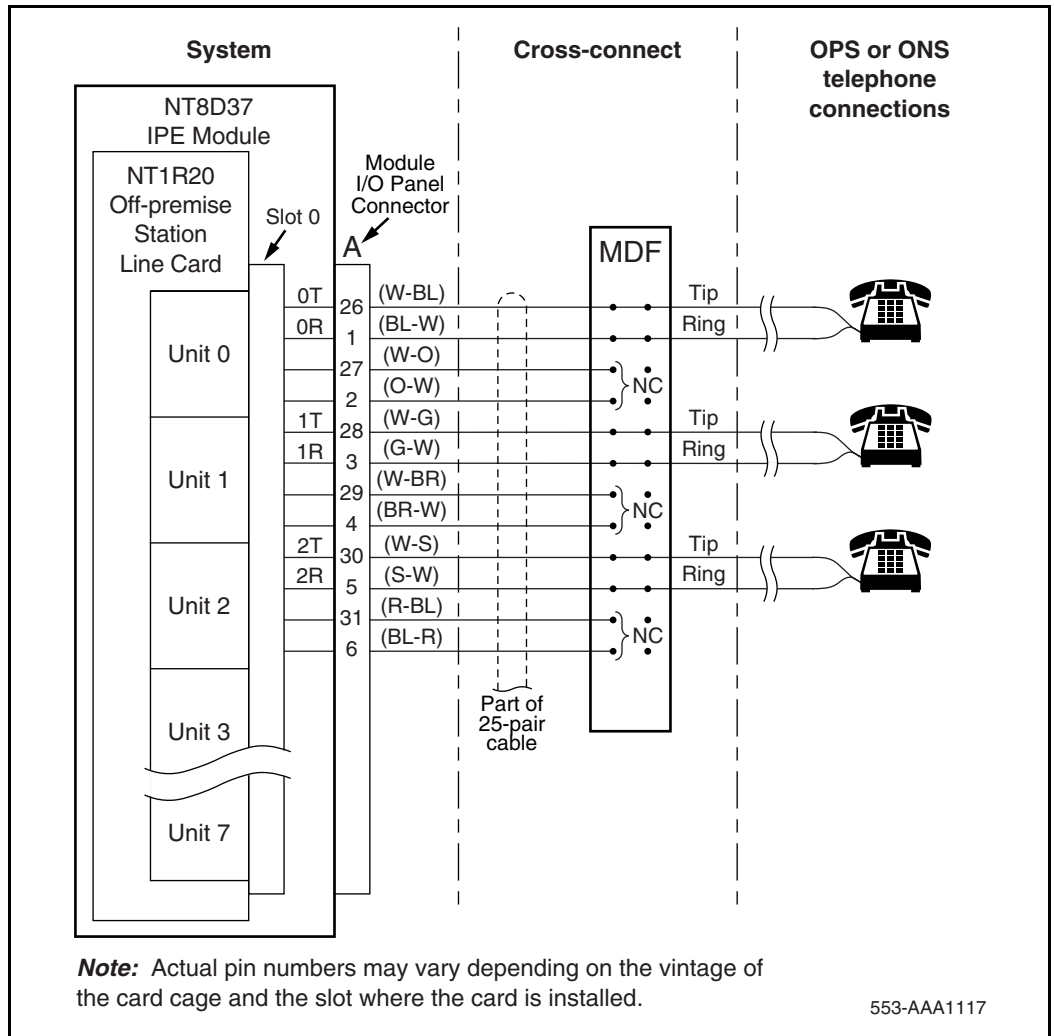 System
Cross-connect
OPS or ONS
telephone
connections
NT8D37
IPE Module
NT1R20
Off-premise
Station
Line Card
Slot 0
Module
I/O Panel
Connector
A
MDF
Unit 0
Unit 1
Unit 2
Unit 3
Unit 7
0T 26 (W-BL) Tip
0R 1 (BL-W) Ring
27 (W-O)
2 (O-W)
NC
1T 28 (W-G) Tip
1R 3 (G-W) Ring
29 (W-BR)
4 (BR-W)
NC
2T 30 (W-S) Tip
2R 5 (S-W) Ring
31 (R-BL)
6 (BL-R)
NC
Part of
25-pair
cable
Note: Actual pin numbers may vary depending on the vintage of
the card cage and the slot where the card is installed.
553-AAA1117